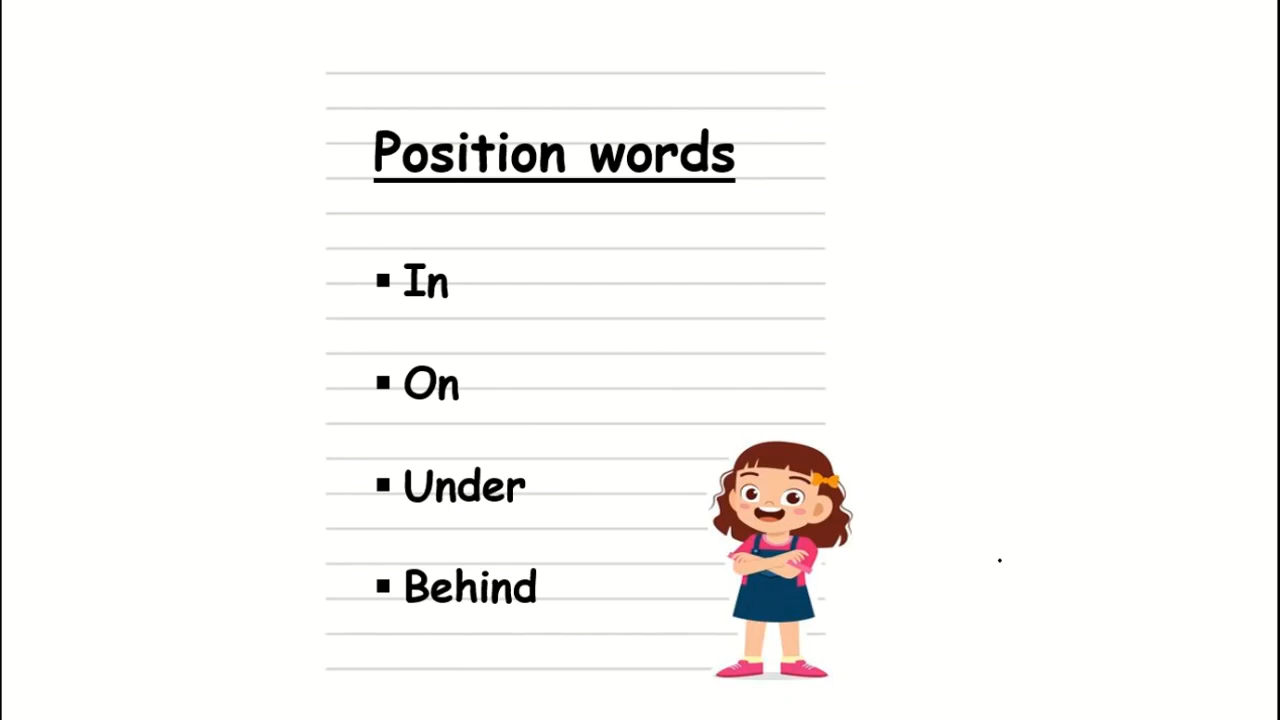 Position words
▪ In
▪ On
▪ Under
▪ Behind